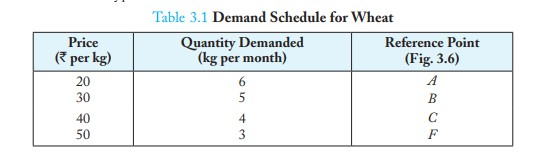 Table 3.1 Demand Schedule for Wheat
Price Quantity Demanded Reference Point
(₹ per kg) (kg per month) (Fig. 3.6)
20 6 A
30 5 B
40 4 C
50 3 F